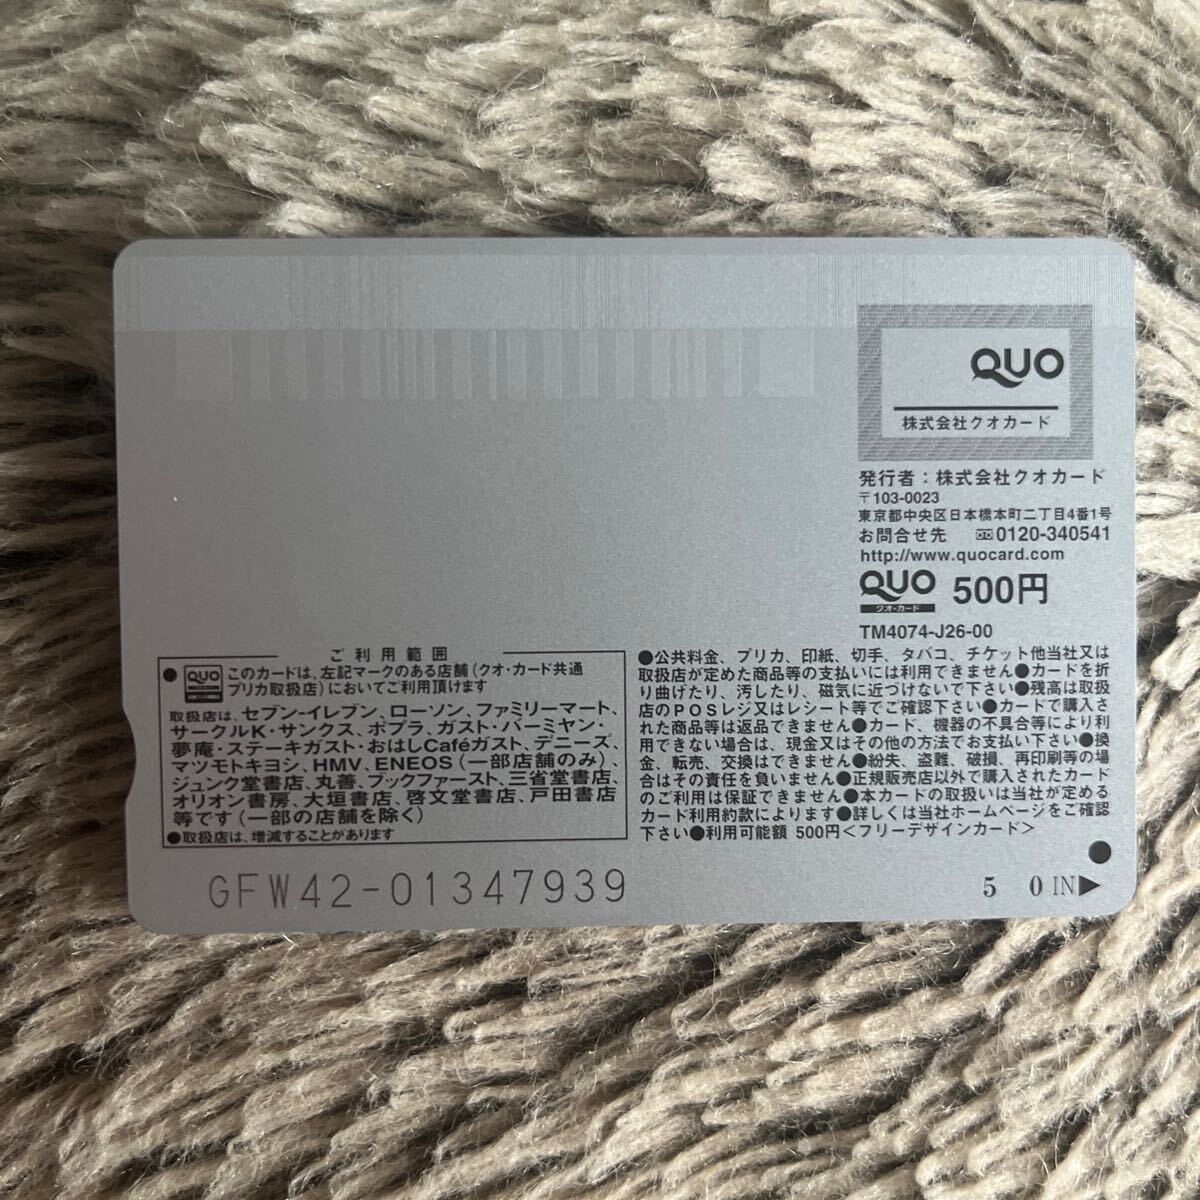 QUO
株式会社クオカード
発行者：株式会社クオカード
〒103-0023
東京都中央区日本橋本町二丁目4番1号
お問合せ先 0120-340541
http://www.quocard.com
QUO 500円
クオ・カード
TM4074-J26-00
ご利用範囲
● QUO このカードは、左記マークのある店舗(クオ・カード共通
プリカ取扱店)においてご利用頂けます
取扱店は、セブン-イレブン、ローソン、ファミリーマート、
サークルK・サンクス、ポプラ、ガスト・バーミヤン・
夢庵・ステーキガスト・おはしCaféガスト、デニーズ、
マツモトキヨシ、HMV、ENEOS(一部店舗のみ)、
ジュンク堂書店、丸善、ブックファースト、三省堂書店、
オリオン書房、大垣書店、啓文堂書店、戸田書店
等です(一部の店舗を除く)
●取扱店は、増減することがあります
●公共料金、プリカ、印紙、切手、タバコ、チケット他当社又は
取扱店が定めた商品等の支払いには利用できません●カードを折
り曲げたり、汚したり、磁気に近づけないで下さい●残高は取扱
店のPOSレジ又はレシート等でご確認下さい●カードで購入さ
れた商品等は返品できません●カード、機器の不具合等により利
用できない場合は、現金又はその他の方法でお支払い下さい●換
金、転売、交換はできません●紛失、盗難、破損、再印刷等の場
合はその責任を負いません●正規販売店以外で購入されたカード
のご利用は保証できません●本カードの取扱いは当社が定める
カード利用約款によります●詳しくは当社ホームページをご確認
下さい●利用可能額 500円<フリーデザインカード>
GFW42-01347939
5 0 IN▶